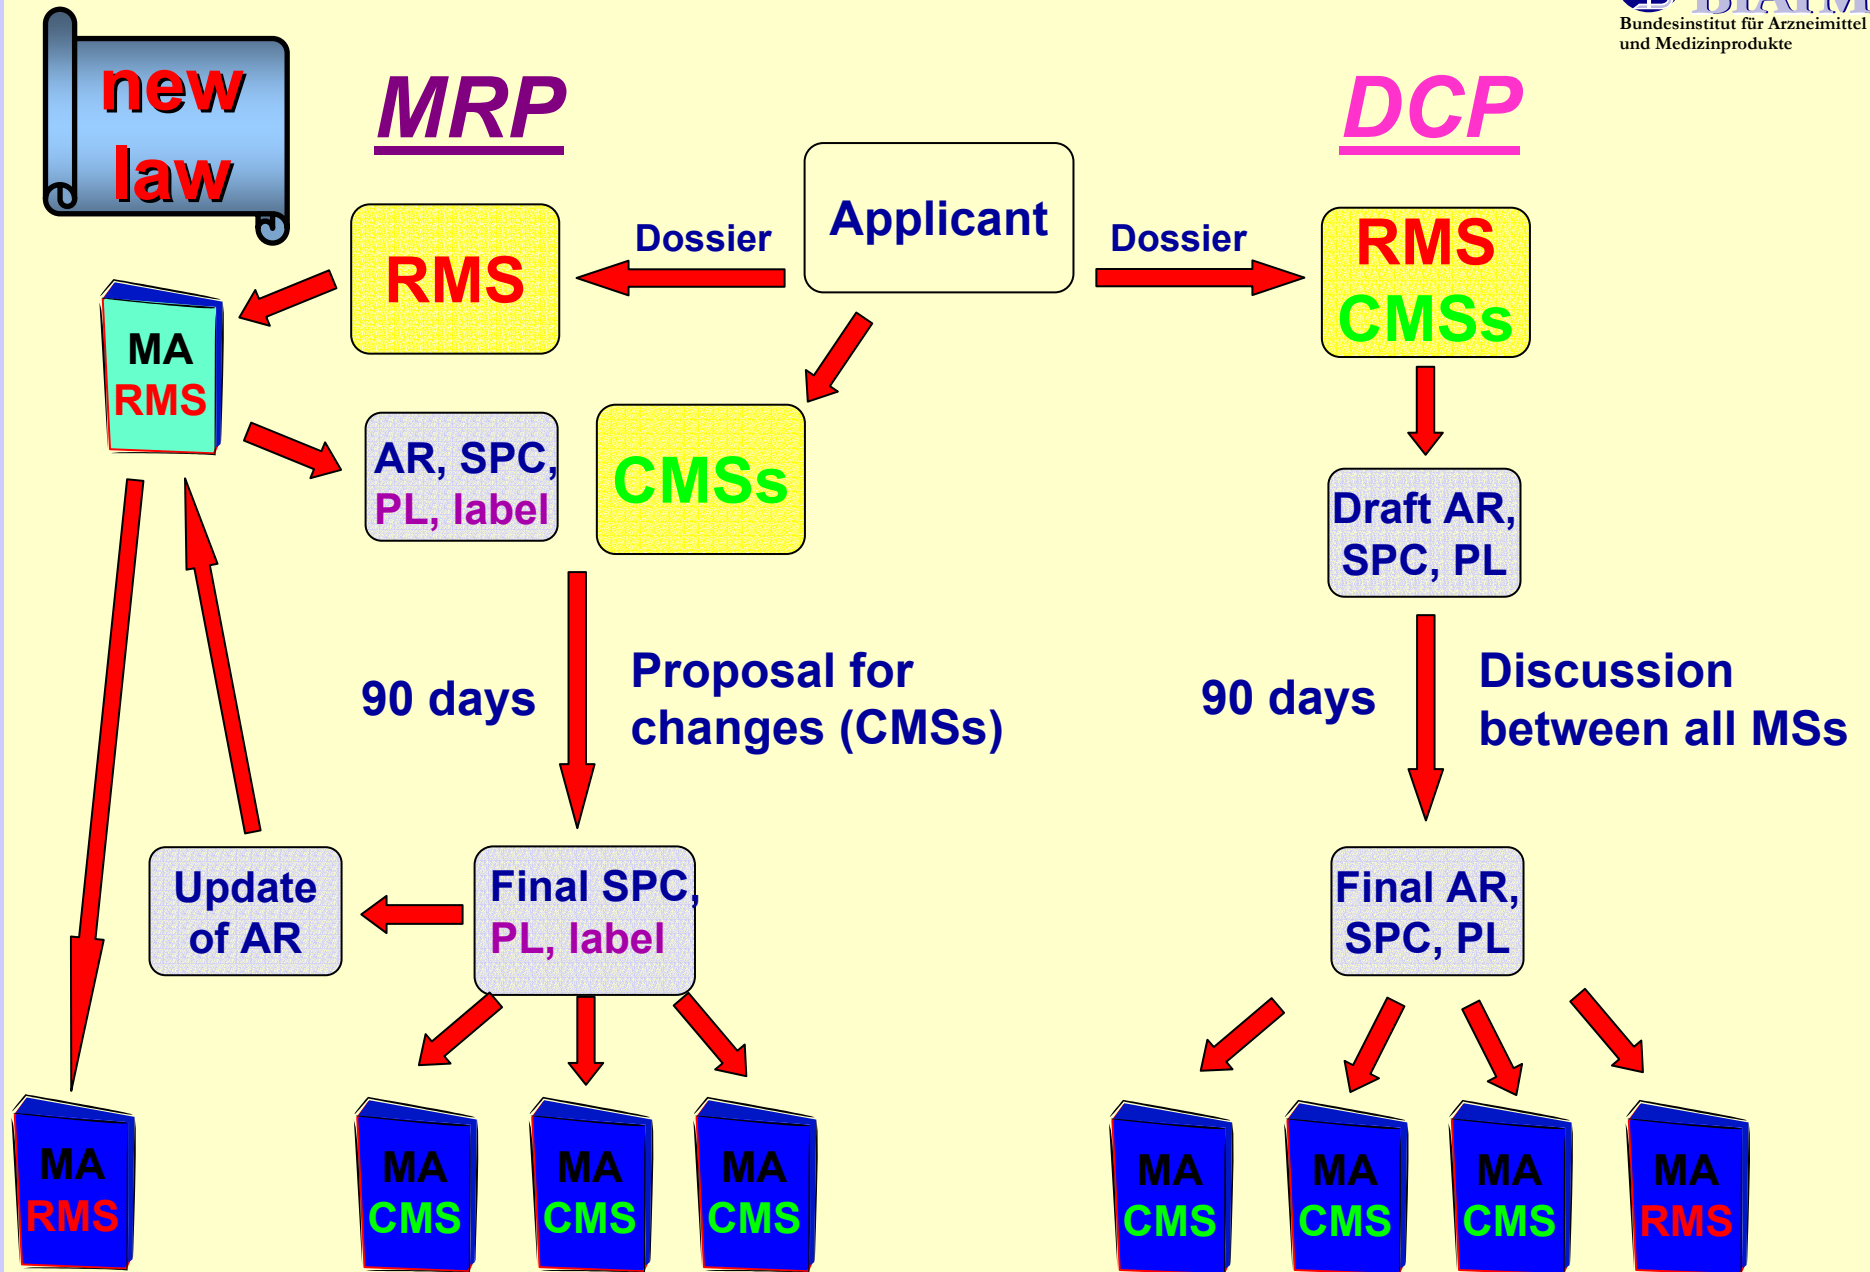 BfArM
Bundesinstitut für Arzneimittel
und Medizinprodukte
new
law
MRP
DCP
Applicant
Dossier
Dossier
RMS
RMS
CMSs
MA
RMS
AR, SPC,
PL, label
CMSs
Draft AR,
SPC, PL
90 days
Proposal for
changes (CMSs)
90 days
Discussion
between all MSs
Update
of AR
Final SPC,
PL, label
Final AR,
SPC, PL
MA
RMS
MA
CMS
MA
CMS
MA
CMS
MA
CMS
MA
CMS
MA
CMS
MA
RMS